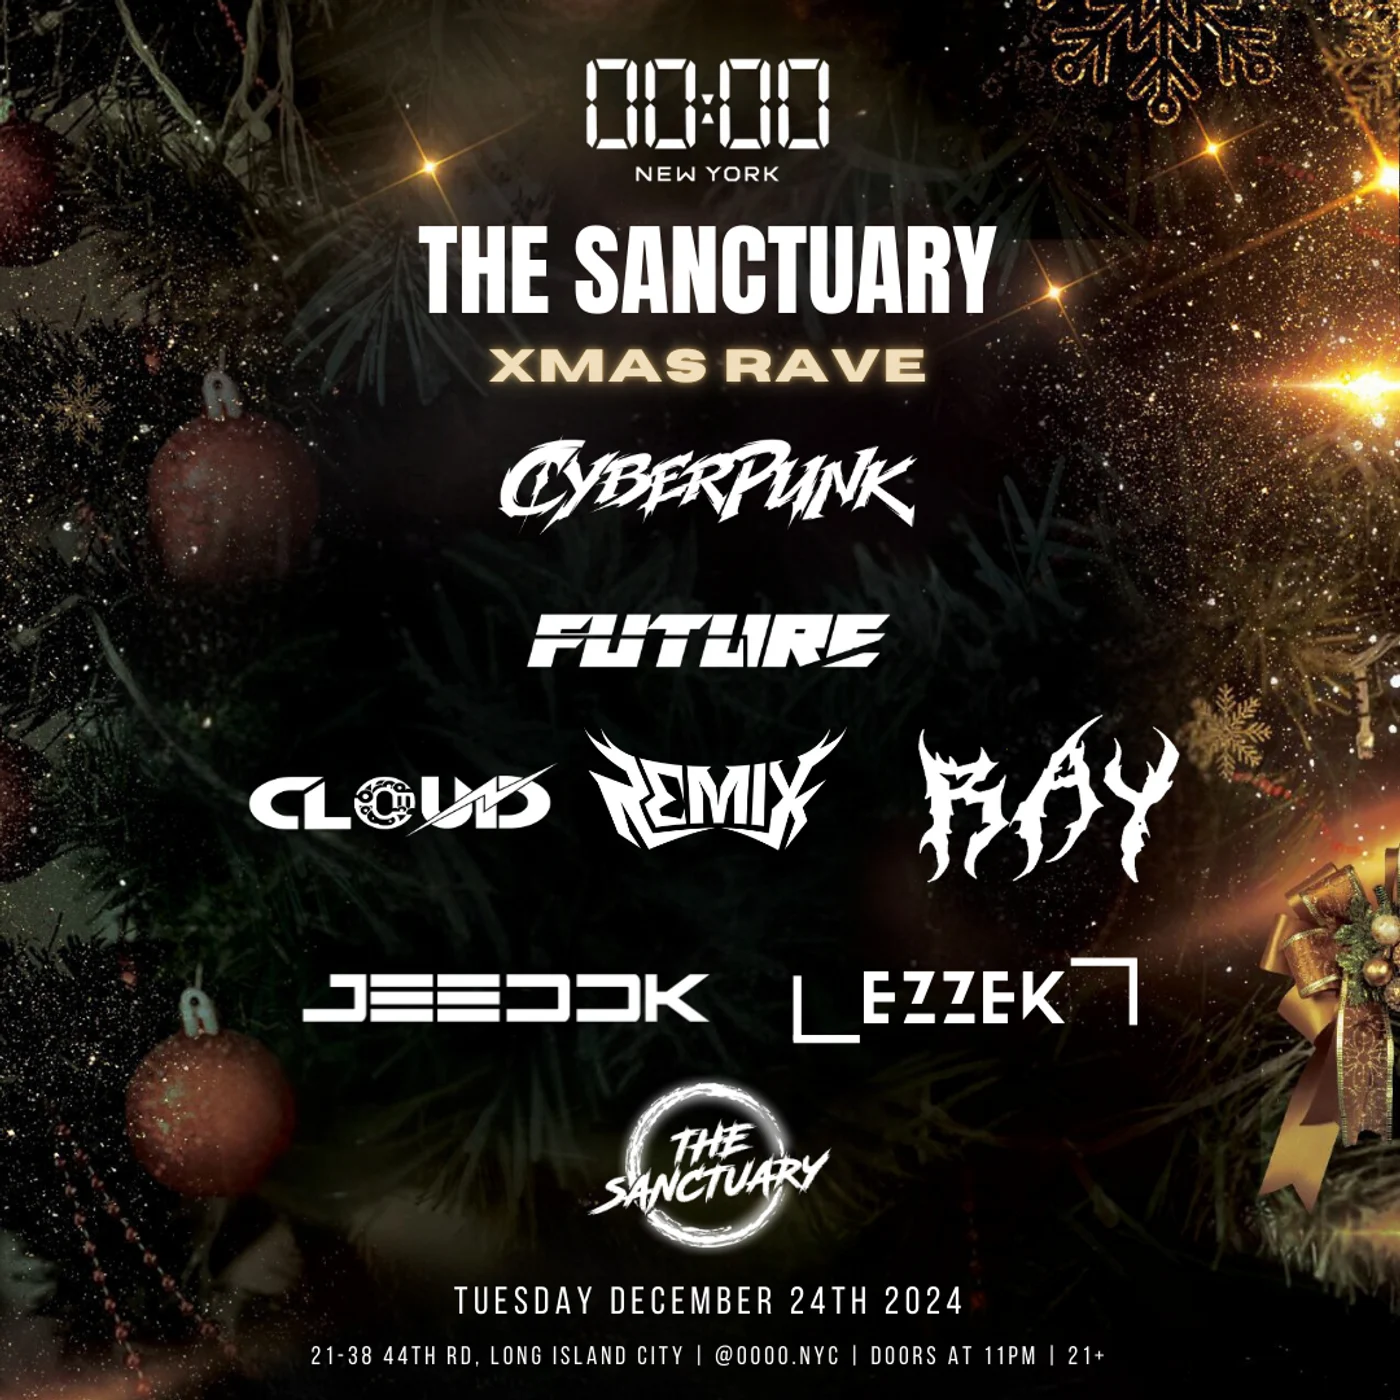 00:00
NEW YORK
THE SANCTUARY
XMAS RAVE
CYBERPUNK
FUTURE
CLOUD REMIX RAY
JEEDDK LEZZEK
THE
SANCTUARY
TUESDAY DECEMBER 24TH 2024
21-38 44TH RD, LONG ISLAND CITY | @0000.NYC | DOORS AT 11PM | 21+